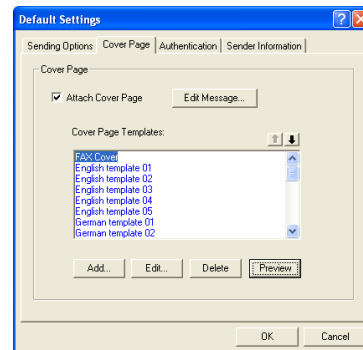 Default Settings
Sending Options Cover Page Authentication Sender Information
Cover Page
Attach Cover Page Edit Message...
Cover Page Templates:
FAX Cover
English template 01
English template 02
English template 03
English template 04
English template 05
German template 01
German template 02
Add... Edit... Delete Preview
OK Cancel